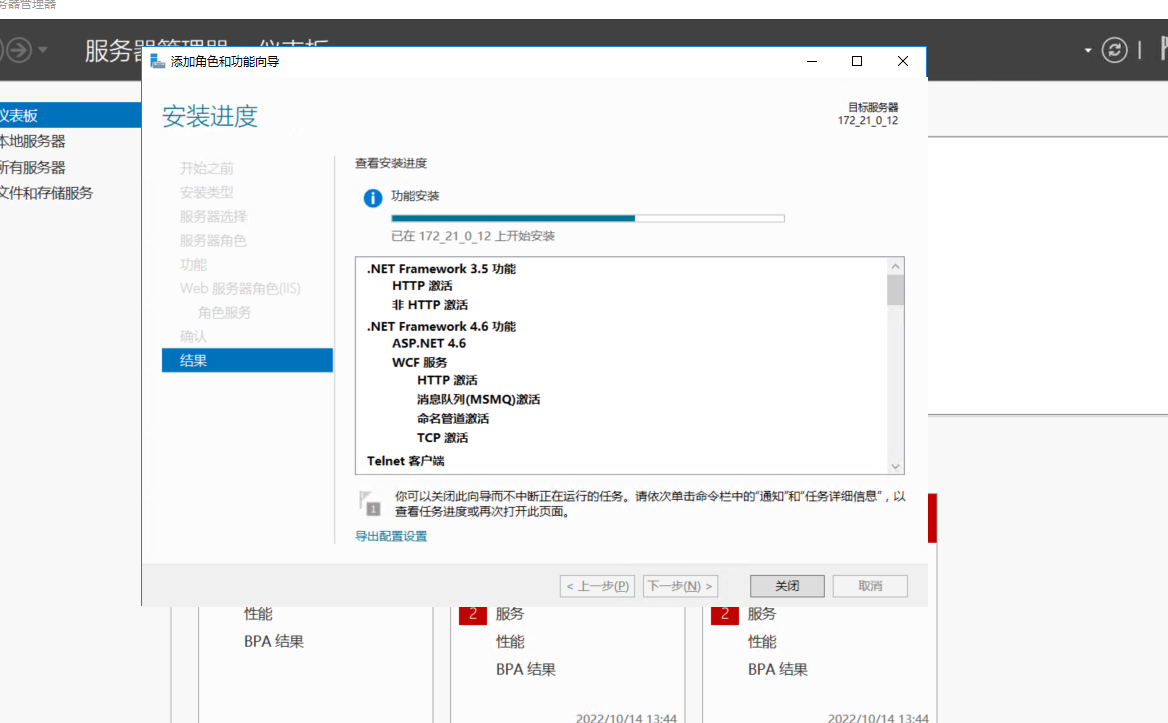 务器管理器
服务器管理器
仪表板
添加角色和功能向导
仪表板
本地服务器
所有服务器
文件和存储服务
安装进度
目标服务器
172_21_0_12
开始之前
安装类型
服务器选择
服务器角色
功能
Web 服务器角色(IIS)
角色服务
确认
结果
查看安装进度
功能安装
已在 172_21_0_12 上开始安装
.NET Framework 3.5 功能
HTTP 激活
非 HTTP 激活
.NET Framework 4.6 功能
ASP.NET 4.6
WCF 服务
HTTP 激活
消息队列(MSMQ)激活
命名管道激活
TCP 激活
Telnet 客户端
1
你可以关闭此向导而不中断正在运行的任务。请依次单击命令栏中的"通知"和"任务详细信息"，以
查看任务进度或再次打开此页面。
导出配置设置
< 上一步(P)
下一步(N) >
关闭
取消
性能
BPA 结果
2 服务
性能
BPA 结果
2022/10/14 13:44
2 服务
性能
BPA 结果
2022/10/14 13:44